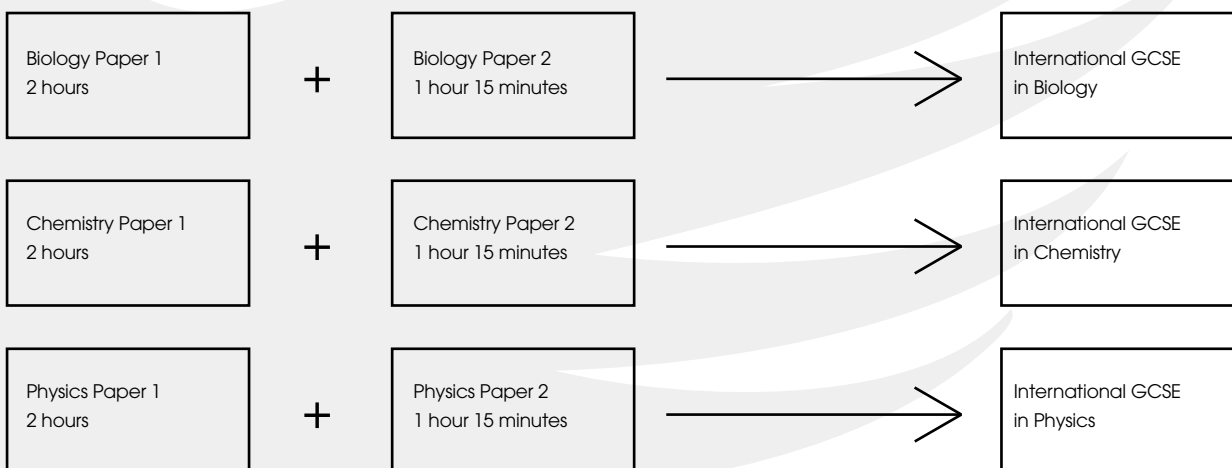 Biology Paper 1
2 hours
+
Biology Paper 2
1 hour 15 minutes
International GCSE
in Biology
Chemistry Paper 1
2 hours
+
Chemistry Paper 2
1 hour 15 minutes
International GCSE
in Chemistry
Physics Paper 1
2 hours
+
Physics Paper 2
1 hour 15 minutes
International GCSE
in Physics